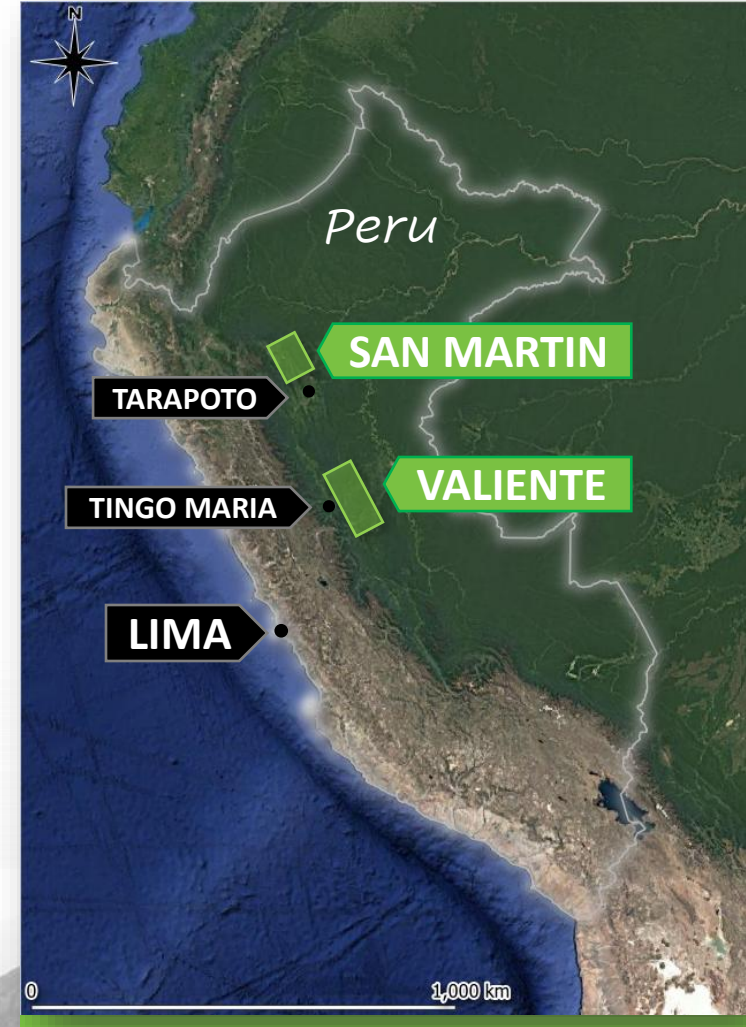 N
Peru
SAN MARTIN
TARAPOTO
VALIENTE
TINGO MARIA
LIMA
0
1,000 km